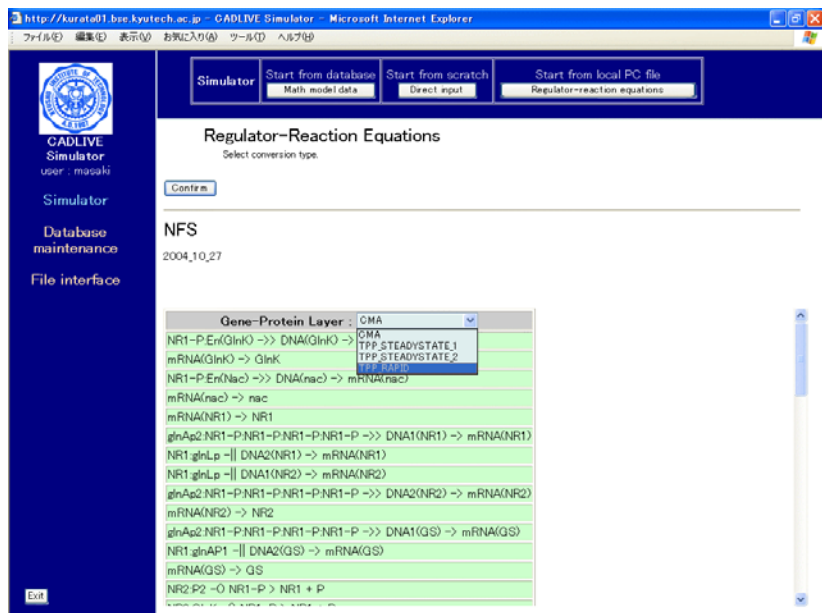 http://kurata01.bse.kyutech.ac.jp - CADLIVE Simulator - Microsoft Internet Explorer
ファイル(F) 編集(E) 表示(V) お気に入り(A) ツール(T) ヘルプ(H)
Simulator
Start from database
Math model data
Start from scratch
Direct input
Start from local PC file
Regulator-reaction equations
CADLIVE
Simulator
user : masaki
Simulator
Database
maintenance
File interface
Exit
Regulator-Reaction Equations
Select conversion type.
Confirm
NFS
2004_10_27
Gene-Protein Layer : CMA
CMA
TPP_STEADYSTATE_1
TPP_STEADYSTATE_2
TPP_RAPID
NR1-P:En(GlnK) ->> DNA(GlnK) ->
mRNA(GlnK) -> GlnK
NR1-P:En(Nac) ->> DNA(nac) -> mRNA(nac)
mRNA(nac) -> nac
mRNA(NR1) -> NR1
glnAp2:NR1-P:NR1-P:NR1-P:NR1-P ->> DNA1(NR1) -> mRNA(NR1)
NR1:glnLp -|| DNA2(NR1) -> mRNA(NR1)
NR1:glnLp -|| DNA1(NR2) -> mRNA(NR2)
glnAp2:NR1-P:NR1-P:NR1-P:NR1-P ->> DNA2(NR2) -> mRNA(NR2)
mRNA(NR2) -> NR2
glnAp2:NR1-P:NR1-P:NR1-P:NR1-P ->> DNA1(GS) -> mRNA(GS)
NR1:glnAP1 -|| DNA2(GS) -> mRNA(GS)
mRNA(GS) -> GS
NR2:P2 -O NR1-P > NR1 + P